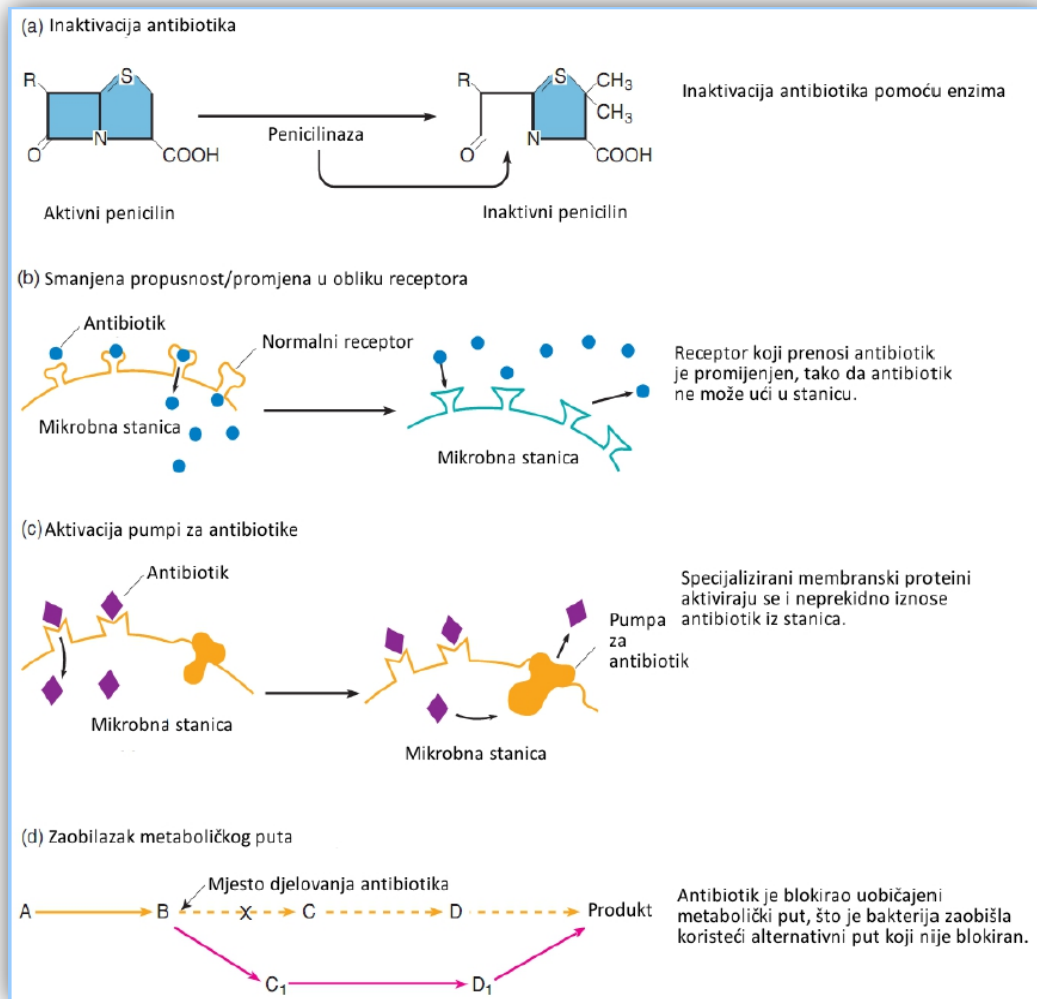 (a) Inaktivacija antibiotika
R
S
O
N
COOH
Aktivni penicilin
Penicilinaza
R
S
CH3
CH3
O
N
COOH
Inaktivni penicilin
Inaktivacija antibiotika pomoću enzima
(b) Smanjena propusnost/promjena u obliku receptora
Antibiotik
Normalni receptor
Mikrobna stanica
Mikrobna stanica
Receptor koji prenosi antibiotik
je promijenjen, tako da antibiotik
ne može ući u stanicu.
(c) Aktivacija pumpi za antibiotike
Antibiotik
Mikrobna stanica
Pumpa
za
antibiotik
Mikrobna stanica
Specijalizirani membranski proteini
aktiviraju se i neprekidno iznose
antibiotik iz stanica.
(d) Zaobilazak metaboličkog puta
Mjesto djelovanja antibiotika
A B X C D Produkt
C1 D1
Antibiotik je blokirao uobičajeni
metabolički put, što je bakterija zaobišla
koristeći alternativni put koji nije blokiran.